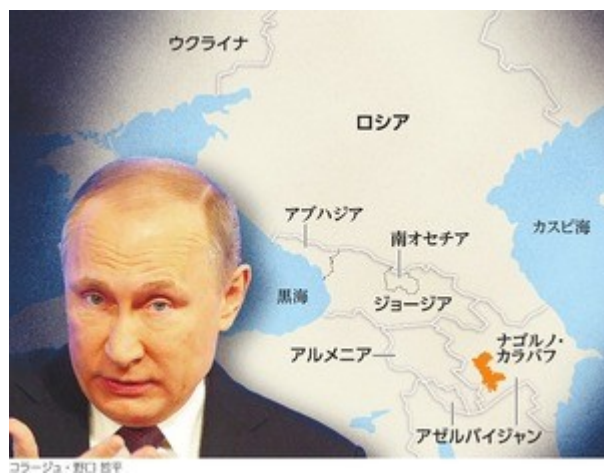 ウクライナ
ロシア
アブハジア
南オセチア
カスピ海
黒海
ジョージア
ナゴルノ・
カラバフ
アルメニア
アゼルバイジャン
コラージュ・野口 哲平